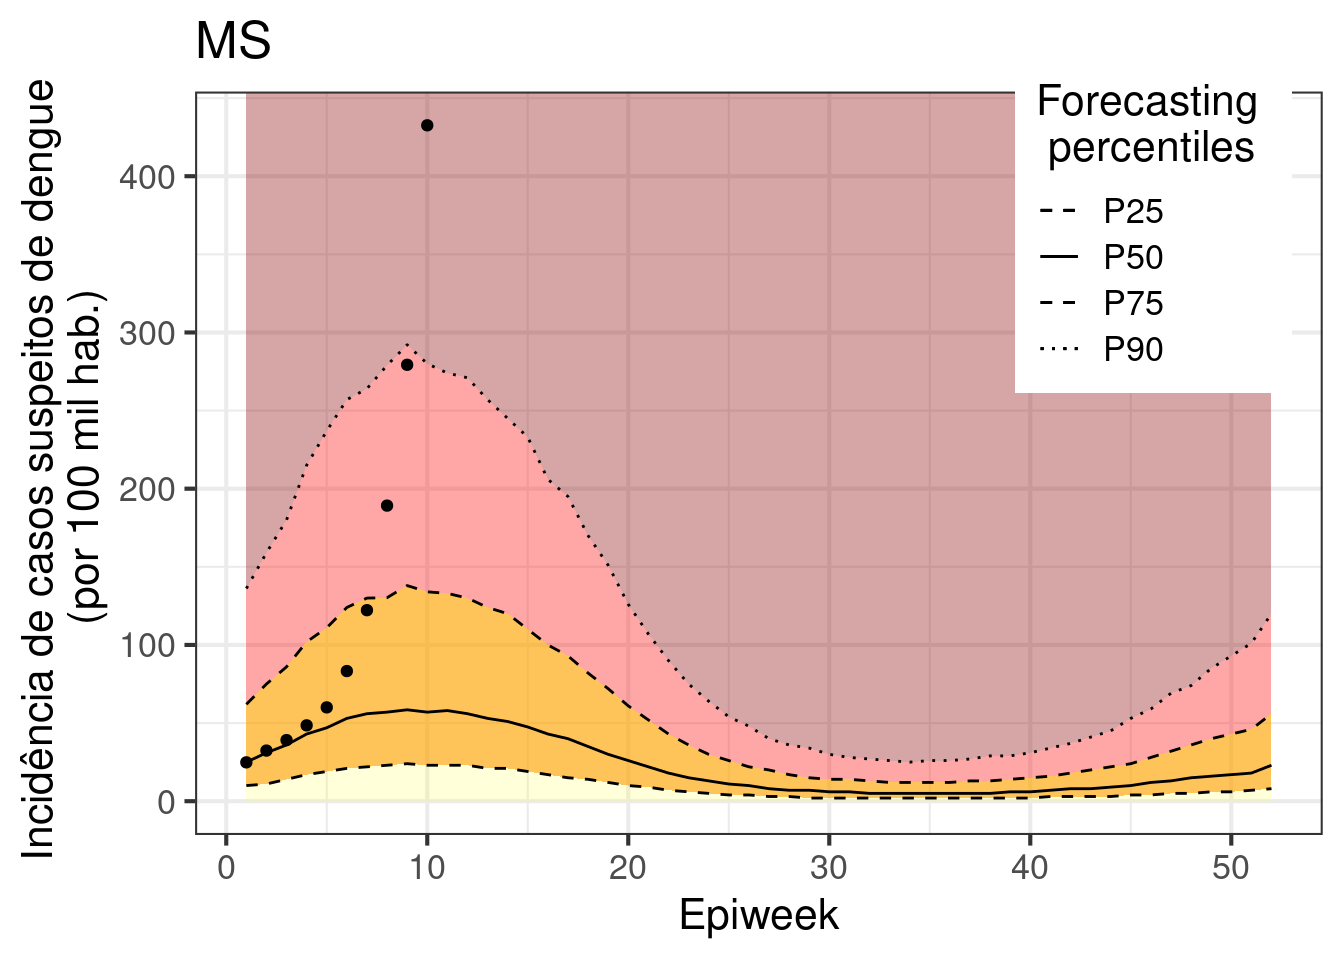 MS
Incidência de casos suspeitos de dengue
(por 100 mil hab.)
400
300
200
100
0
Forecasting
percentiles
P25
P50
P75
P90
0 10 20 30 40 50
Epiweek